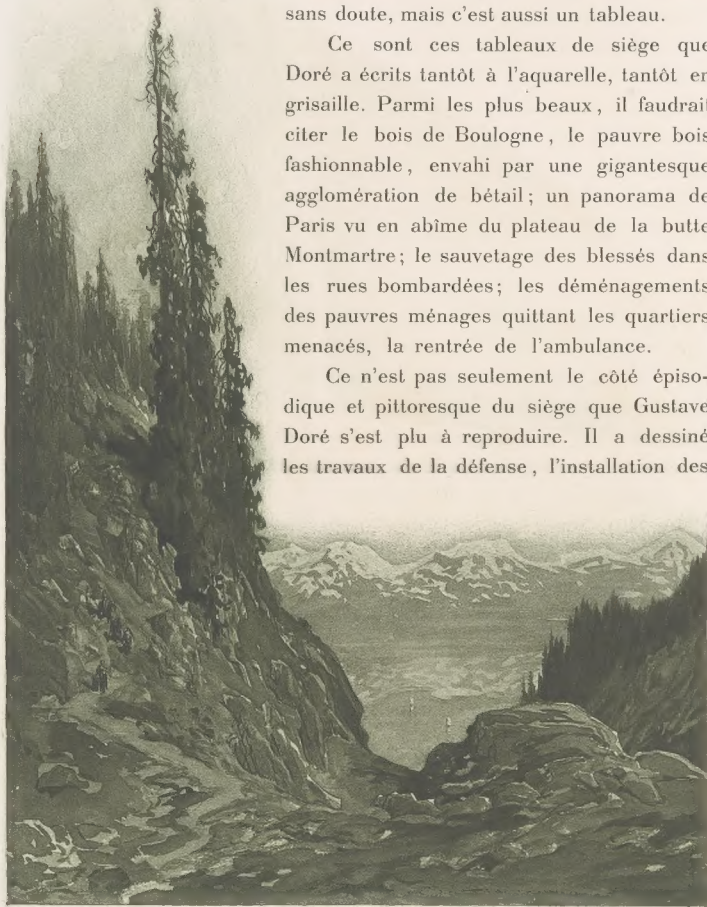 sans doute, mais c'est aussi un tableau.
Ce sont ces tableaux de siège que
Doré a écrits tantôt à l'aquarelle, tantôt en
grisaille. Parmi les plus beaux, il faudrait
citer le bois de Boulogne, le pauvre bois
fashionnable, envahi par une gigantesque
agglomération de bétail; un panorama de
Paris vu en abîme du plateau de la butte
Montmartre; le sauvetage des blessés dans
les rues bombardées; les déménagements
des pauvres ménages quittant les quartiers
menacés, la rentrée de l'ambulance.
Ce n'est pas seulement le côté épiso-
dique et pittoresque du siège que Gustave
Doré s'est plu à reproduire. Il a dessiné
les travaux de la défense, l'installation des